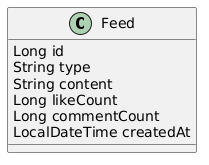 C Feed
Long id
String type
String content
Long likeCount
Long commentCount
LocalDateTime createdAt